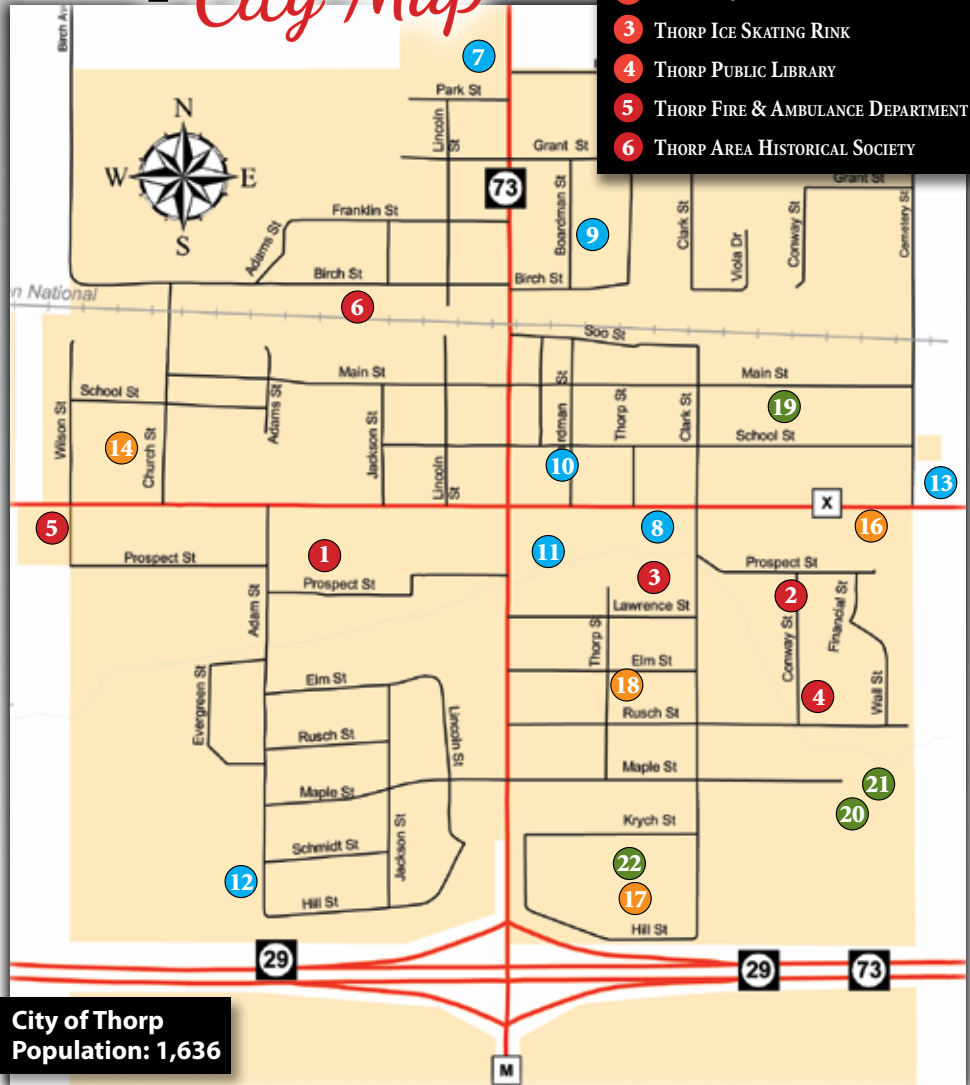 City Map
3 Thorp Ice Skating Rink
4 Thorp Public Library
5 Thorp Fire & Ambulance Department
6 Thorp Area Historical Society
7
Park St
Lincoln St
Grant St
Grant St
N
W E
S
73
Boardman St
Clark St
Viola Dr
Conway St
Cemetery St
Franklin St
Adams St
9
Birch St
Birch St
National
6
Soo St
Main St
Main St
School St
Adams St
Wilson St
Church St
14
Jackson St
Lincoln St
St
Thorp St
Clark St
19
School St
10
13
X
5
8
16
1
11
Prospect St
Prospect St
Prospect St
3
2
Lawrence St
Adam St
Thorp St
Conway St
Financial St
Evergreen St
Elm St
Elm St
18
4
Wall St
Lincoln St
Rusch St
Rusch St
Maple St
Maple St
21
20
Krych St
Schmidt St
Jackson St
22
12
17
Hill St
Hill St
29
29
73
City of Thorp
Population: 1,636
M